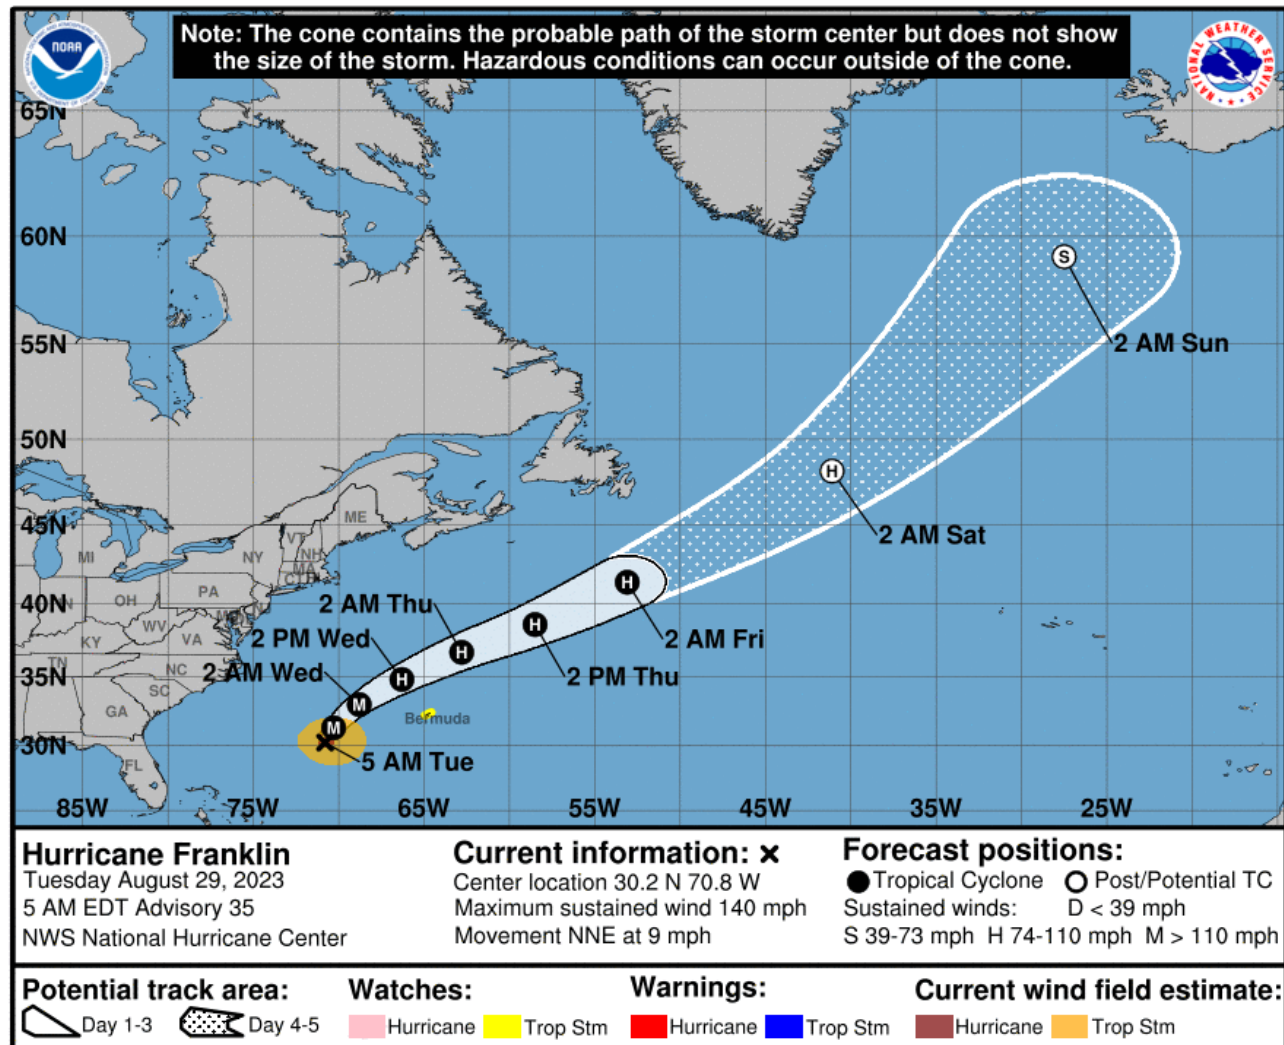 Note: The cone contains the probable path of the storm center but does not show
the size of the storm. Hazardous conditions can occur outside of the cone.
NOAA
NATIONAL WEATHER SERVICE
65N
60N
55N
50N
45N
40N
35N
30N
85W
75W
65W
55W
45W
35W
25W
ME
VT
NH
MA
CT
NY
MI
PA
OH
WV
VA
KY
TN
NC
SC
GA
FL
Bermuda
S
2 AM Sun
H
2 AM Sat
H
2 AM Fri
H
2 PM Thu
H
2 AM Thu
H
2 PM Wed
M
2 AM Wed
M
5 AM Tue
Hurricane Franklin
Tuesday August 29, 2023
5 AM EDT Advisory 35
NWS National Hurricane Center
Current information: x
Center location 30.2 N 70.8 W
Maximum sustained wind 140 mph
Movement NNE at 9 mph
Forecast positions:
Tropical Cyclone Post/Potential TC
Sustained winds: D < 39 mph
S 39-73 mph H 74-110 mph M > 110 mph
Potential track area:
Day 1-3 Day 4-5
Watches:
Hurricane Trop Stm
Warnings:
Hurricane Trop Stm
Current wind field estimate:
Hurricane Trop Stm